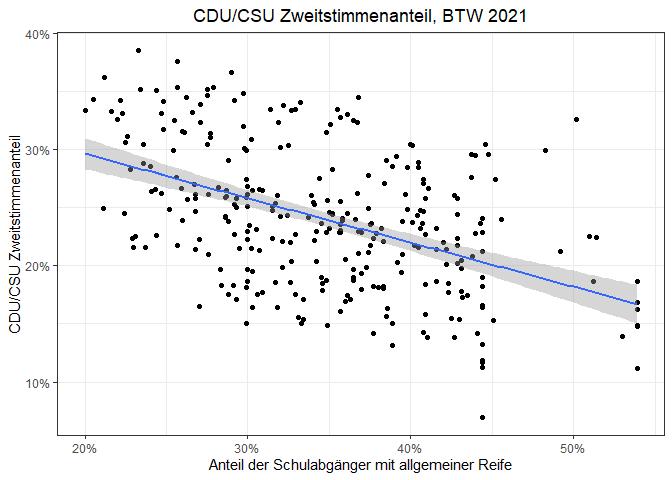 CDU/CSU Zweitstimmenanteil, BTW 2021
CDU/CSU Zweitstimmenanteil
40%
30%
20%
10%
20%
30%
40%
50%
Anteil der Schulabgänger mit allgemeiner Reife